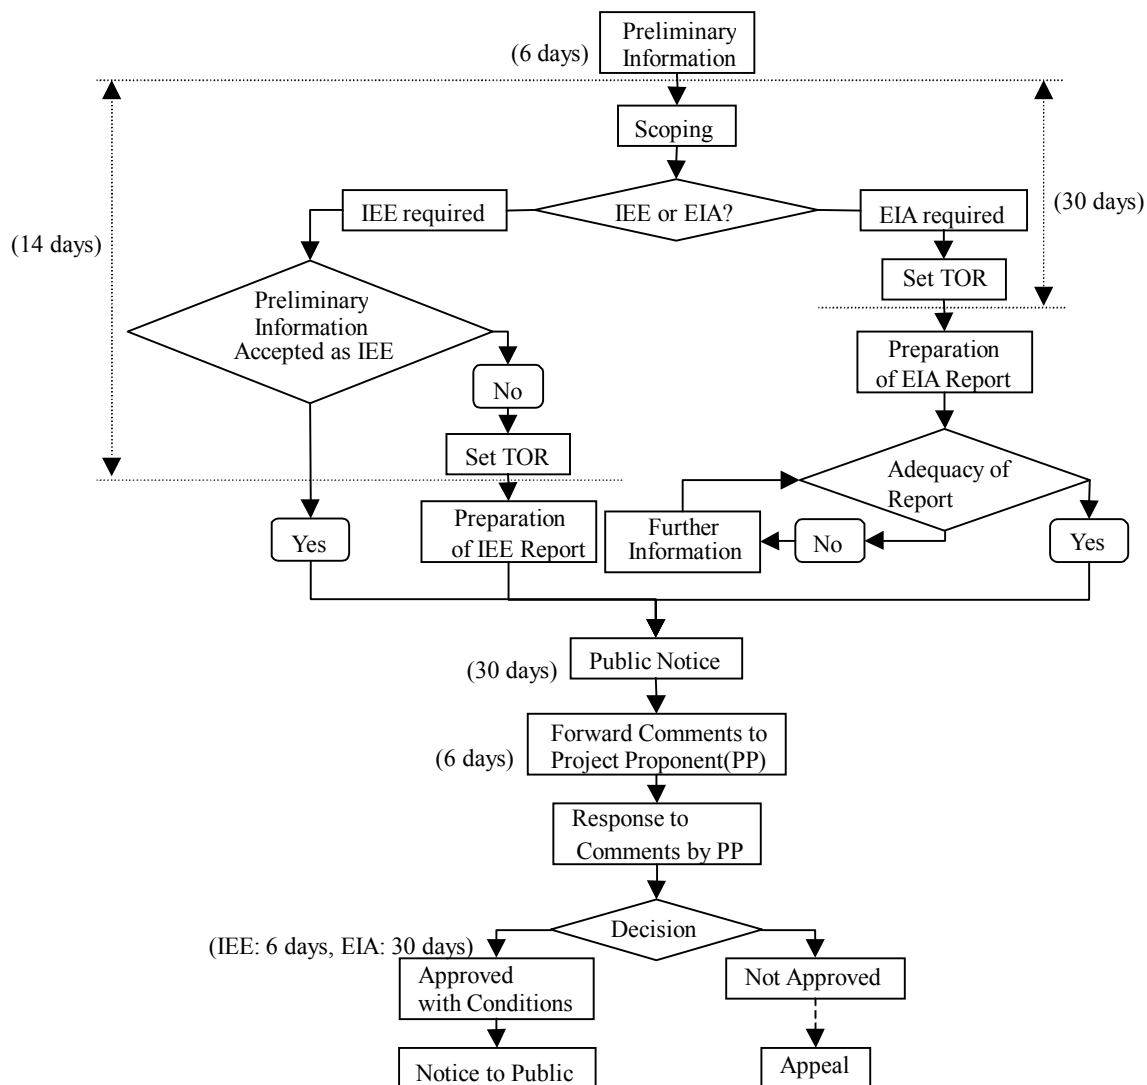 Preliminary
Information
(6 days)
Scoping
IEE required
IEE or EIA?
EIA required
(30 days)
(14 days)
Set TOR
Preliminary
Information
Accepted as IEE
Preparation
of EIA Report
No
Set TOR
Adequacy of
Report
Preparation
of IEE Report
Yes
Further
Information
No
Yes
Public Notice
(30 days)
Forward Comments to
Project Proponent(PP)
(6 days)
Response to
Comments by PP
Decision
(IEE: 6 days, EIA: 30 days)
Approved
with Conditions
Not Approved
Notice to Public
Appeal